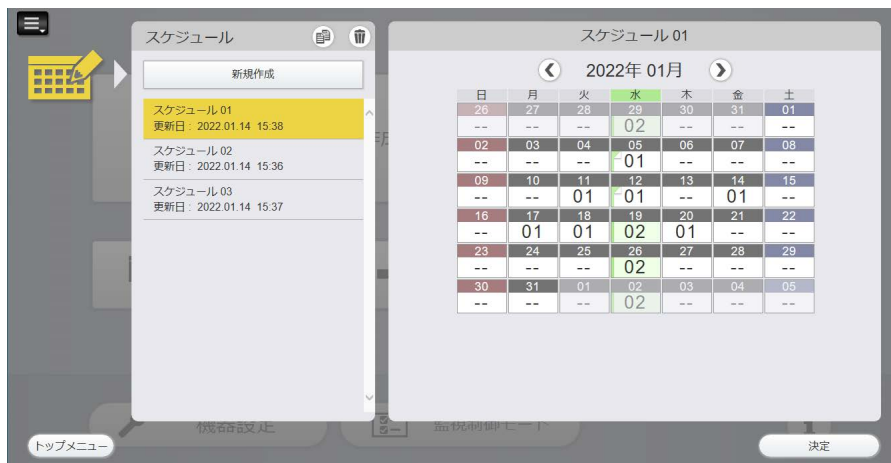 スケジュール
新規作成
スケジュール 01
更新日 : 2022.01.14 15:38
スケジュール 02
更新日 : 2022.01.14 15:36
スケジュール 03
更新日 : 2022.01.14 15:37
スケジュール 01
2022年 01月
日 月 火 水 木 金 土
26 27 28 29 30 31 01
-- -- -- 02 -- -- --
02 03 04 05 06 07 08
-- -- -- 01 -- -- --
09 10 11 12 13 14 15
-- -- 01 01 -- 01 --
16 17 18 19 20 21 22
-- 01 01 02 01 -- --
23 24 25 26 27 28 29
-- -- -- 02 -- -- --
30 31 01 02 03 04 05
-- -- -- 02 -- -- --
機器設定
監視制御モード
トップメニュー
決定